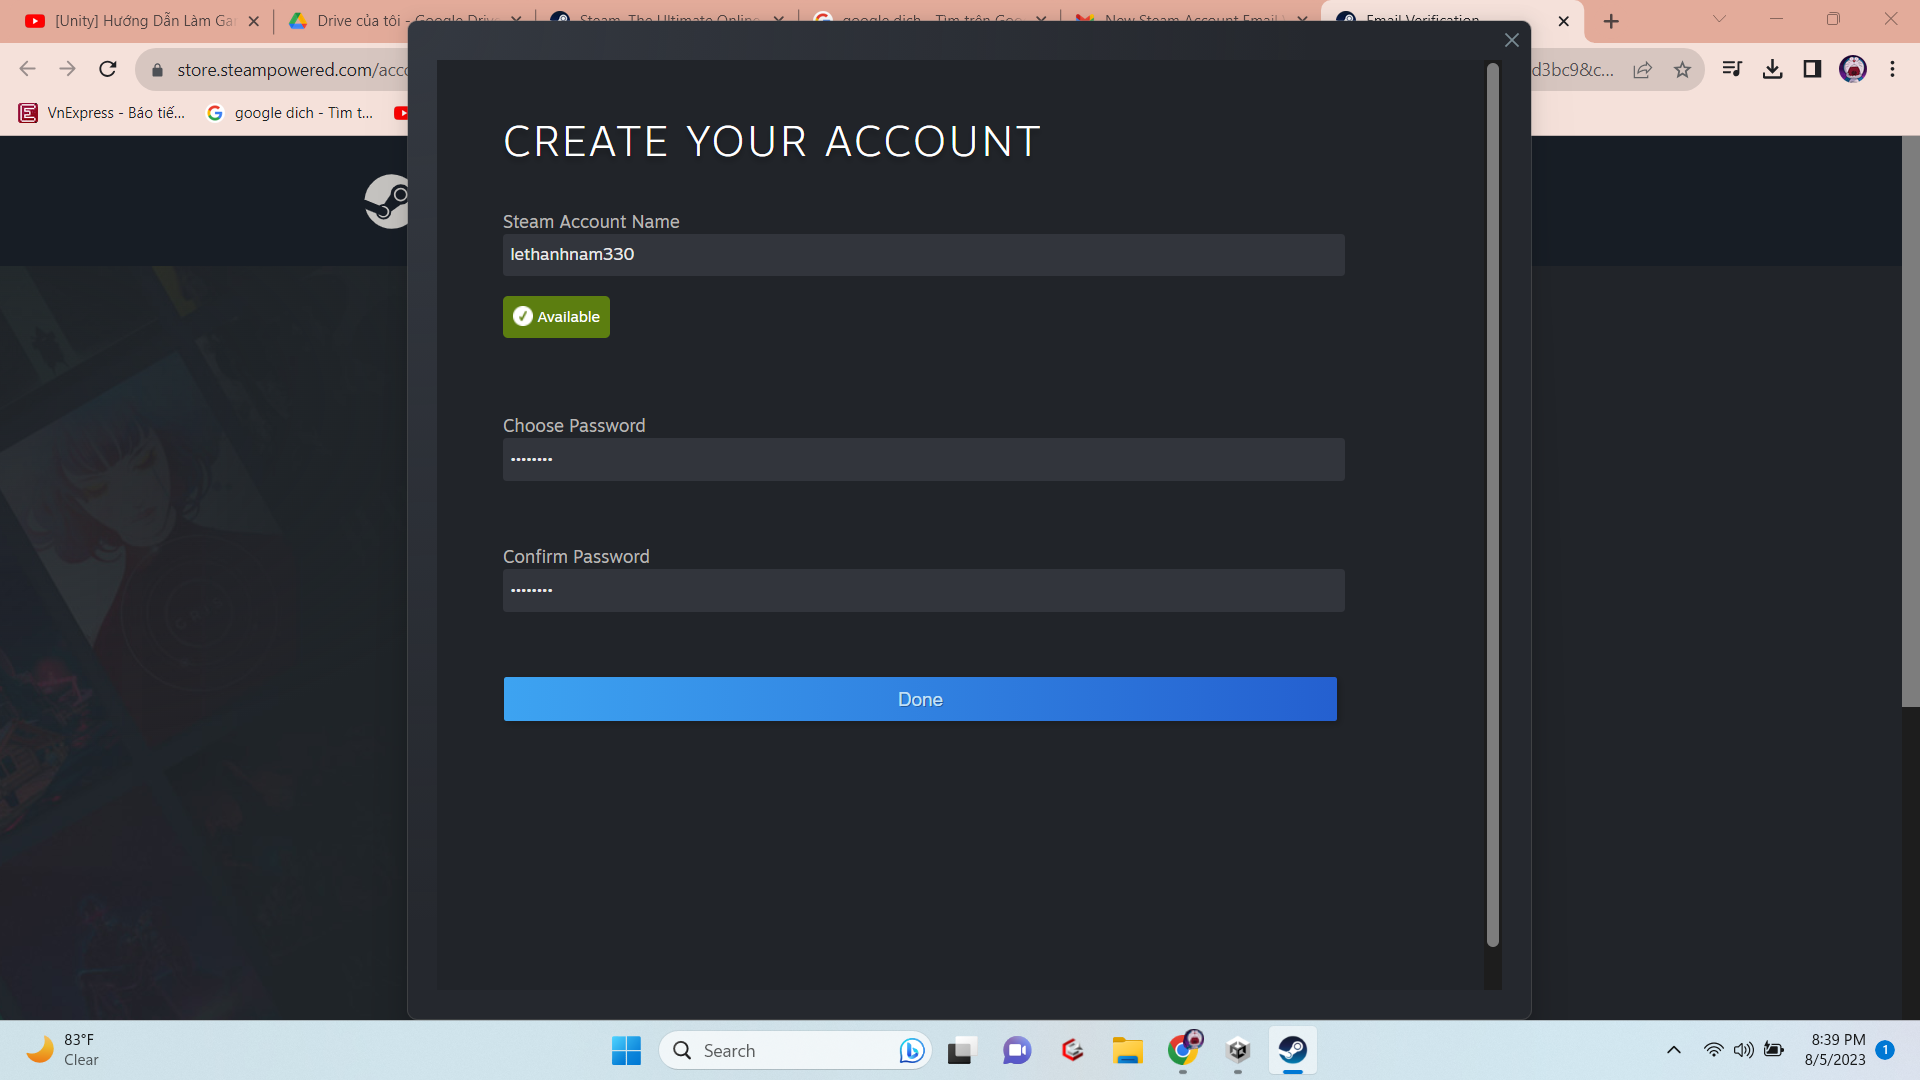 [Unity] Hướng Dẫn Làm Ga
Drive của tôi - Google Drive
Steam, The Ultimate Online
google dich - Tìm trên Goo
New Steam Account Email V
Email Verification
store.steampowered.com/acco
d3bc9&c...
VnExpress - Báo tiế...
google dich - Tìm t...
CREATE YOUR ACCOUNT
Steam Account Name
lethanhnam330
Available
Choose Password
••••••••
Confirm Password
••••••••
Done
83°F
Clear
Search
8:39 PM
8/5/2023
1